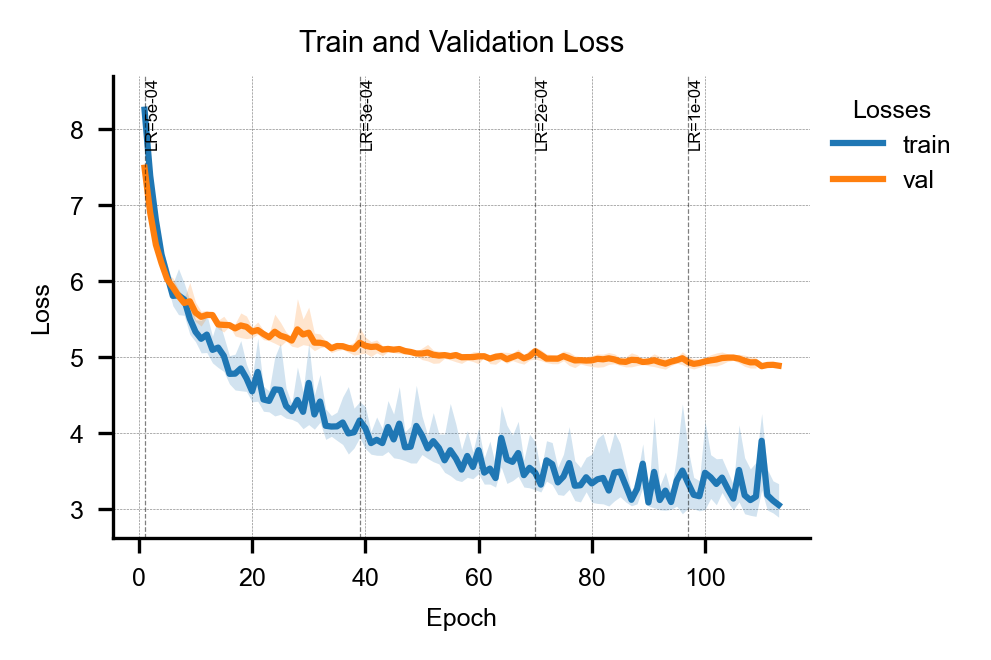 Train and Validation Loss
LR=5e-04
LR=3e-04
LR=2e-04
LR=1e-04
Losses
train
val
Loss
8
7
6
5
4
3
0 20 40 60 80 100
Epoch